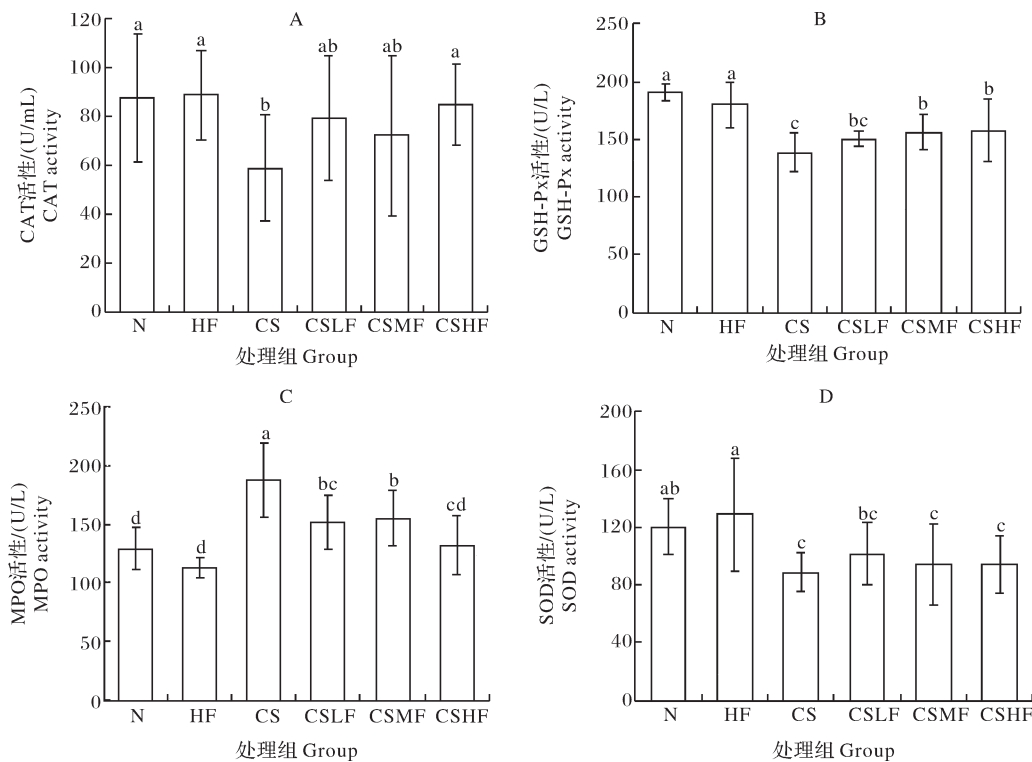 A
CAT活性/(U/mL)
CAT activity
120
100
80
60
40
20
0
a
a
b
ab
ab
a
N HF CS CSLF CSMF CSHF
处理组 Group
B
GSH-Px活性/(U/L)
GSH-Px activity
250
200
150
100
50
0
a
a
c
bc
b
b
N HF CS CSLF CSMF CSHF
处理组 Group
C
MPO活性/(U/L)
MPO activity
250
200
150
100
50
0
d
d
a
bc
b
cd
N HF CS CSLF CSMF CSHF
处理组 Group
D
SOD活性/(U/L)
SOD activity
200
160
120
80
40
0
ab
a
c
bc
c
c
N HF CS CSLF CSMF CSHF
处理组 Group